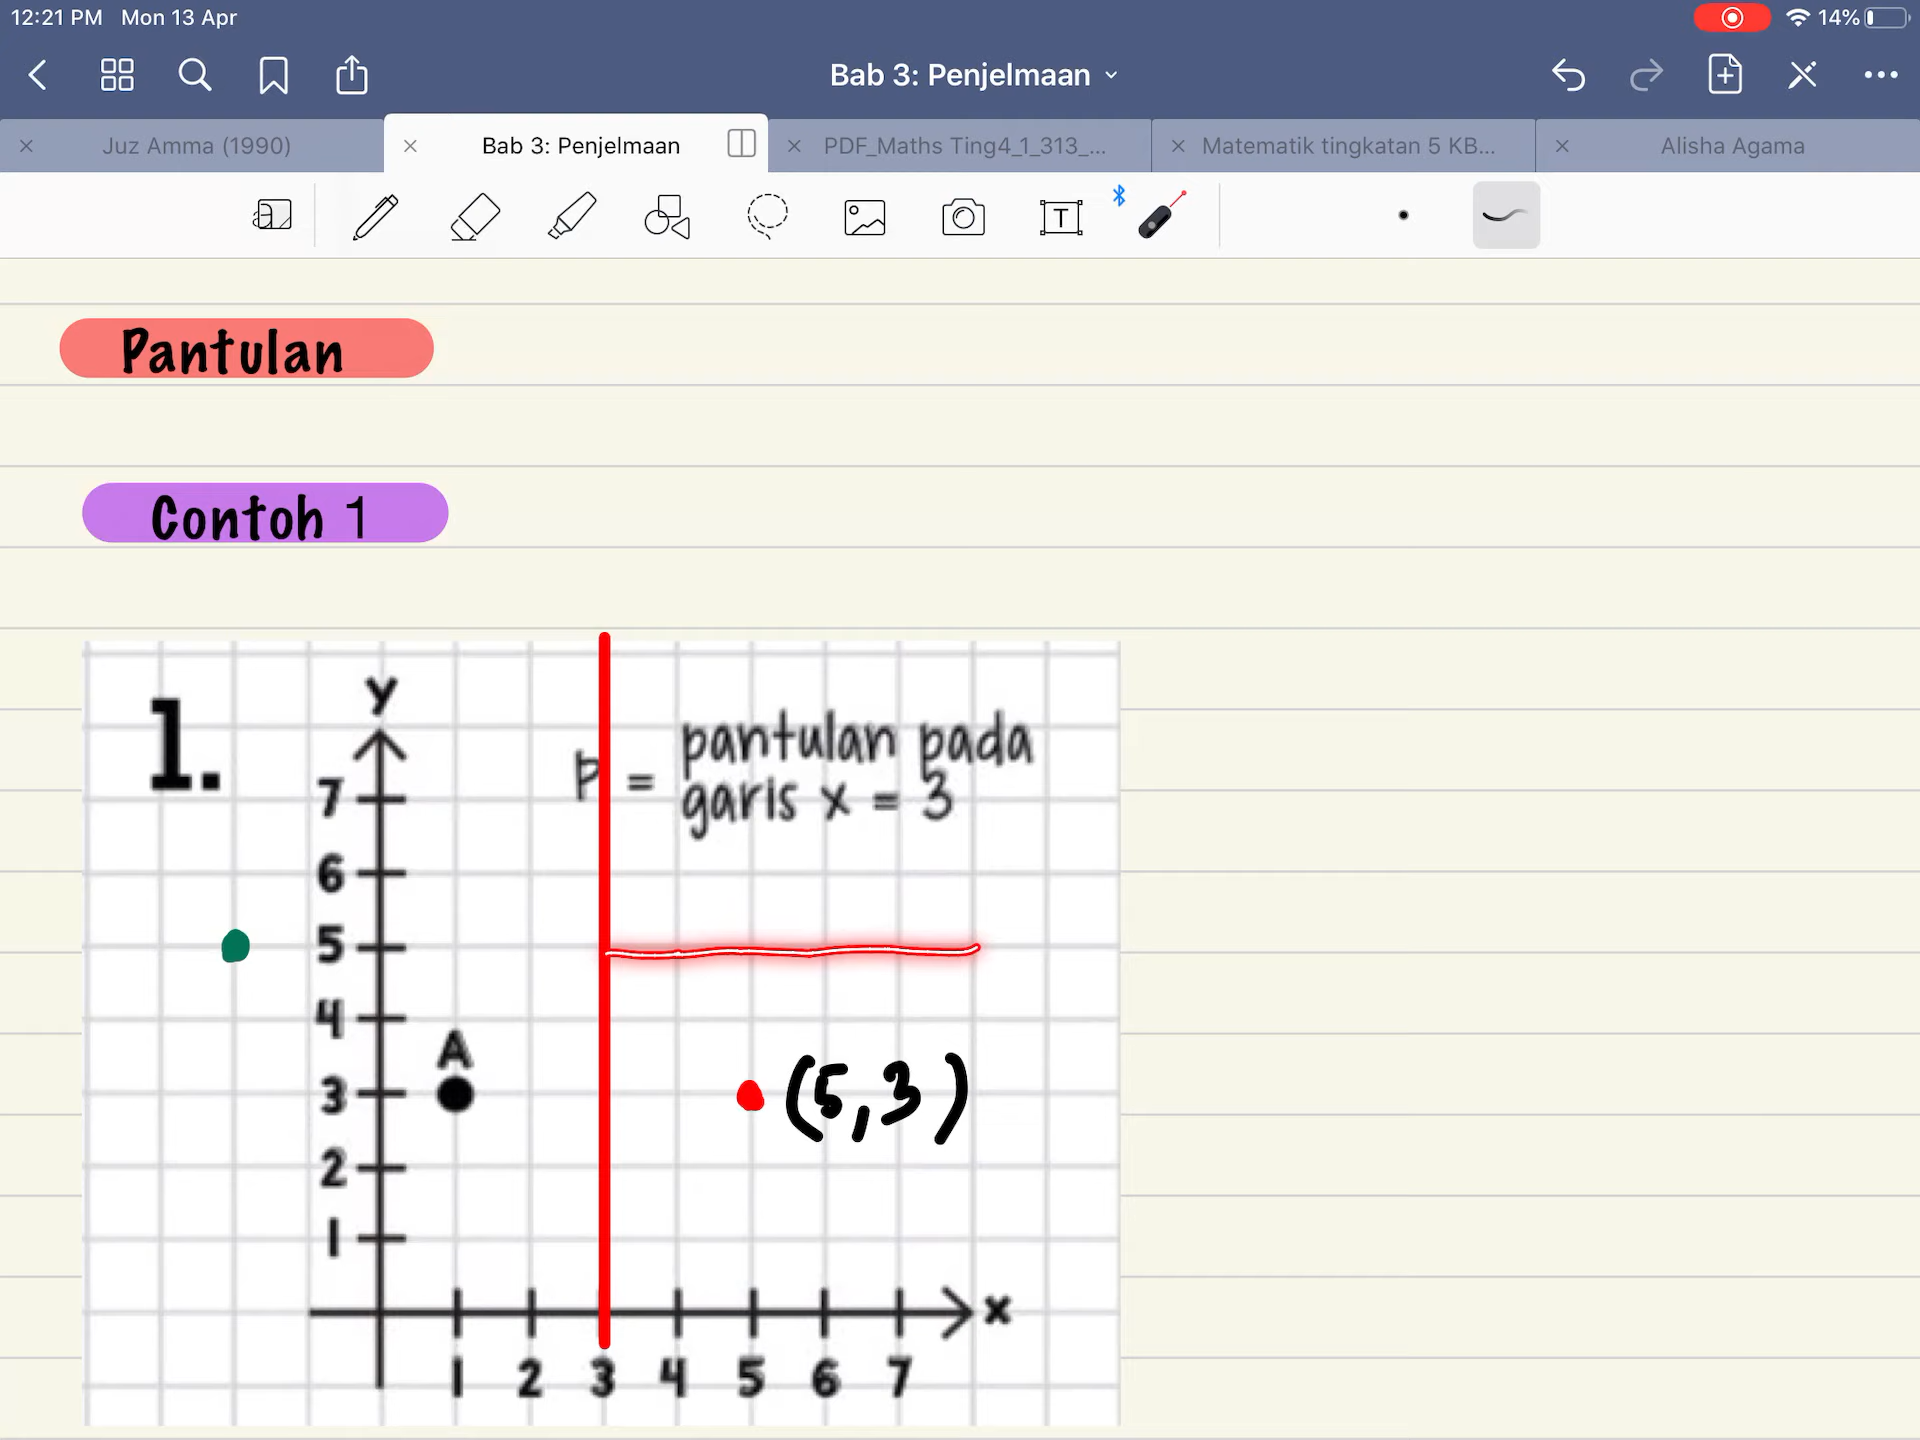 12:21 PM Mon 13 Apr
14%
Bab 3: Penjelmaan
Juz Amma (1990)
Bab 3: Penjelmaan
PDF_Maths Ting4_1_313_...
Matematik tingkatan 5 KB...
Alisha Agama
T
Pantulan
Contoh 1
1.
y
P = pantulan pada
garis x = 3
7
6
5
4
A
3
(5,3)
2
1
x
1 2 3 4 5 6 7